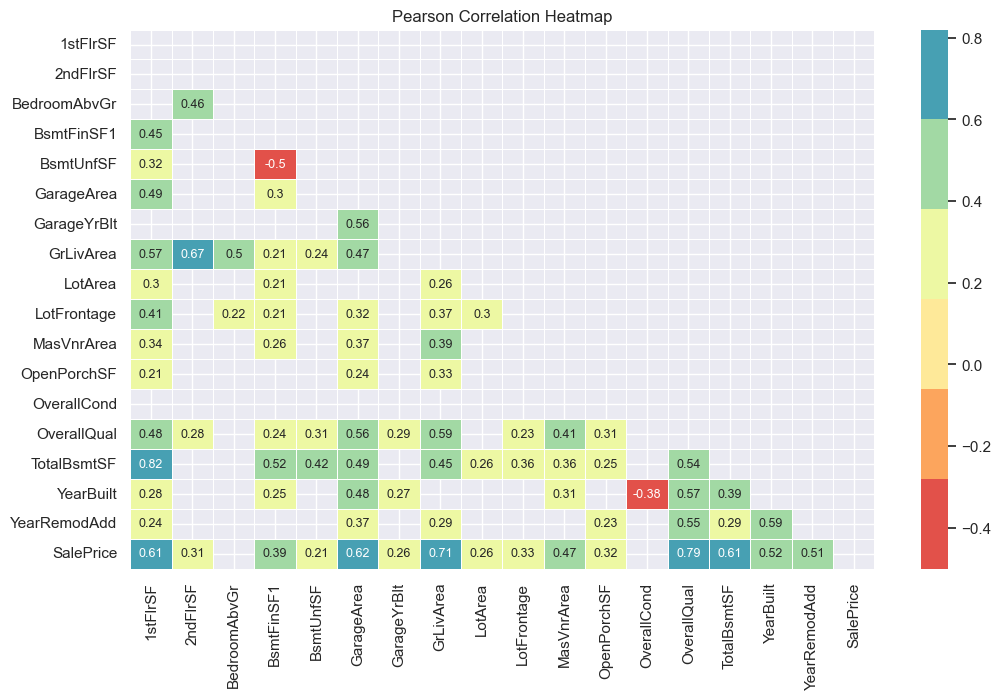 Pearson Correlation Heatmap
1stFlrSF
2ndFlrSF
BedroomAbvGr 0.46
BsmtFinSF1 0.45
BsmtUnfSF 0.32 -0.5
GarageArea 0.49 0.3
GarageYrBlt 0.56
GrLivArea 0.57 0.67 0.5 0.21 0.24 0.47
LotArea 0.3 0.21 0.26
LotFrontage 0.41 0.22 0.21 0.32 0.37 0.3
MasVnrArea 0.34 0.26 0.37 0.39
OpenPorchSF 0.21 0.24 0.33
OverallCond
OverallQual 0.48 0.28 0.24 0.31 0.56 0.29 0.59 0.23 0.41 0.31
TotalBsmtSF 0.82 0.52 0.42 0.49 0.45 0.26 0.36 0.36 0.25 0.54
YearBuilt 0.28 0.25 0.48 0.27 0.31 -0.38 0.57 0.39
YearRemodAdd 0.24 0.37 0.29 0.23 0.55 0.29 0.59
SalePrice 0.61 0.31 0.39 0.21 0.62 0.26 0.71 0.26 0.33 0.47 0.32 0.79 0.61 0.52 0.51
1stFlrSF
2ndFlrSF
BedroomAbvGr
BsmtFinSF1
BsmtUnfSF
GarageArea
GarageYrBlt
GrLivArea
LotArea
LotFrontage
MasVnrArea
OpenPorchSF
OverallCond
OverallQual
TotalBsmtSF
YearBuilt
YearRemodAdd
SalePrice
0.8
0.6
0.4
0.2
0.0
−0.2
−0.4